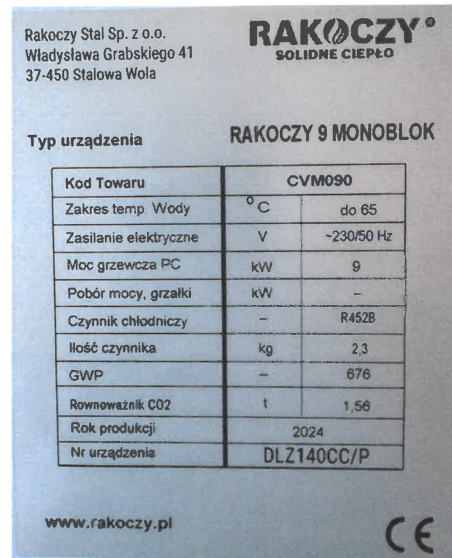 Rakoczy Stal Sp. z o.o.
Władysława Grabskiego 41
37-450 Stalowa Wola
RAKOCZY®
SOLIDNE CIEPŁO
Typ urządzenia RAKOCZY 9 MONOBLOK
Kod Towaru CVM090
Zakres temp. Wody °C do 65
Zasilanie elektryczne V ~230/50 Hz
Moc grzewcza PC kW 9
Pobór mocy, grzałki kW –
Czynnik chłodniczy – R452B
Ilość czynnika kg 2,3
GWP – 676
Rownoważnik CO2 t 1,56
Rok produkcji 2024
Nr urządzenia DLZ140CC/P
www.rakoczy.pl
CE